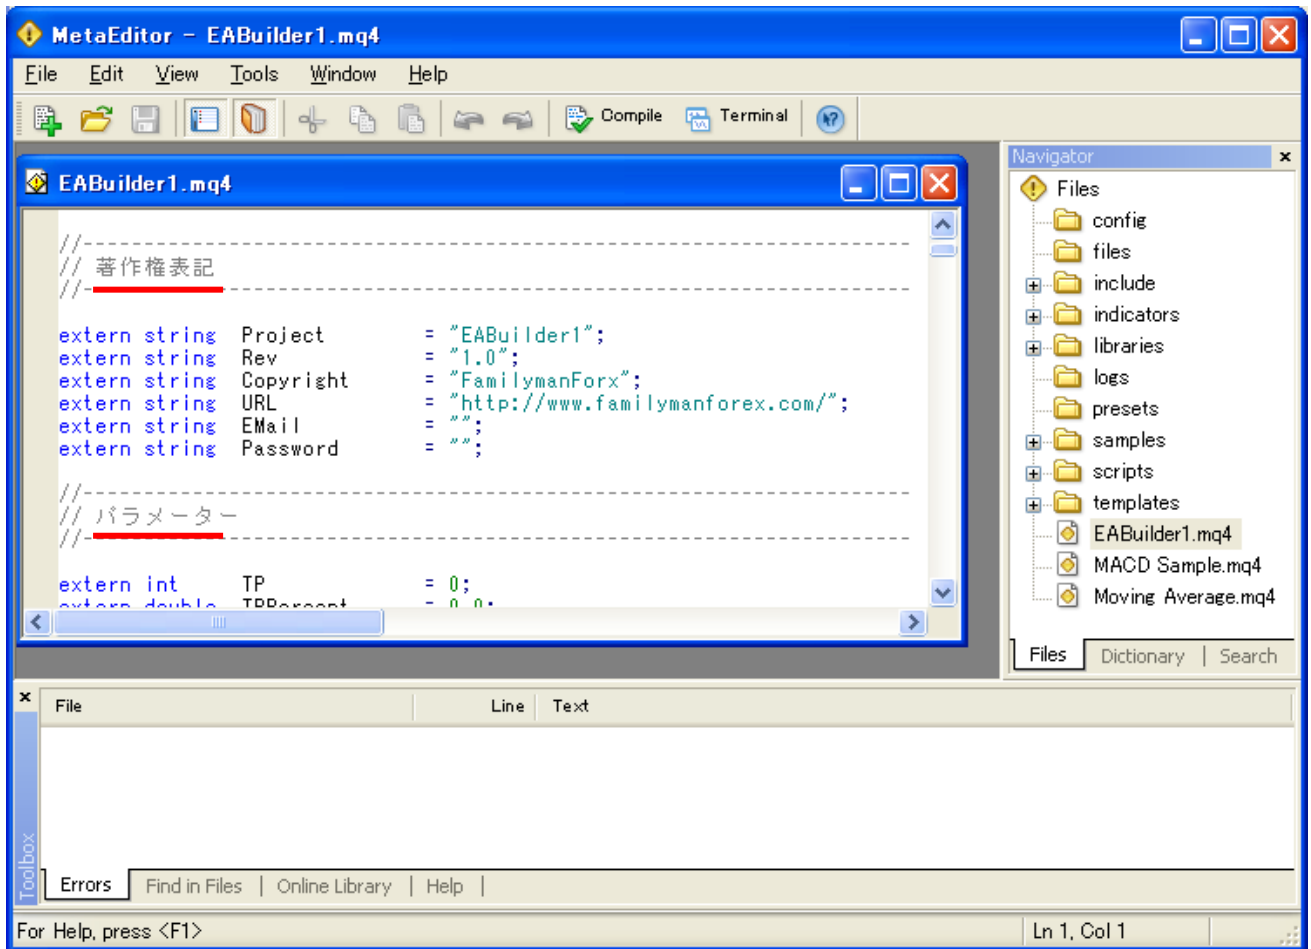 MetaEditor - EABuilder1.mq4
File Edit View Tools Window Help
Compile Terminal
EABuilder1.mq4
//------------------------------------------------------------------
// 著作権表記
//------------------------------------------------------------------
extern string Project = "EABuilder1";
extern string Rev = "1.0";
extern string Copyright = "FamilymanForx";
extern string URL = "http://www.familymanforex.com/";
extern string EMail = "";
extern string Password = "";
//------------------------------------------------------------------
// パラメーター
//------------------------------------------------------------------
extern int TP = 0;
extern double TPPercent = 0.0;
Navigator
Files
config
files
include
indicators
libraries
logs
presets
samples
scripts
templates
EABuilder1.mq4
MACD Sample.mq4
Moving Average.mq4
Files Dictionary | Search
File Line Text
Toolbox
Errors Find in Files | Online Library | Help |
For Help, press <F1> Ln 1, Col 1